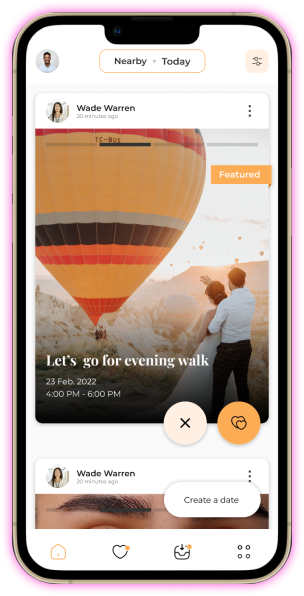 Nearby • Today
Wade Warren
20 minutes ago
TC-BUS
Featured
Let's go for evening walk
23 Feb. 2022
4:00 PM - 6:00 PM
Wade Warren
20 minutes ago
Create a date